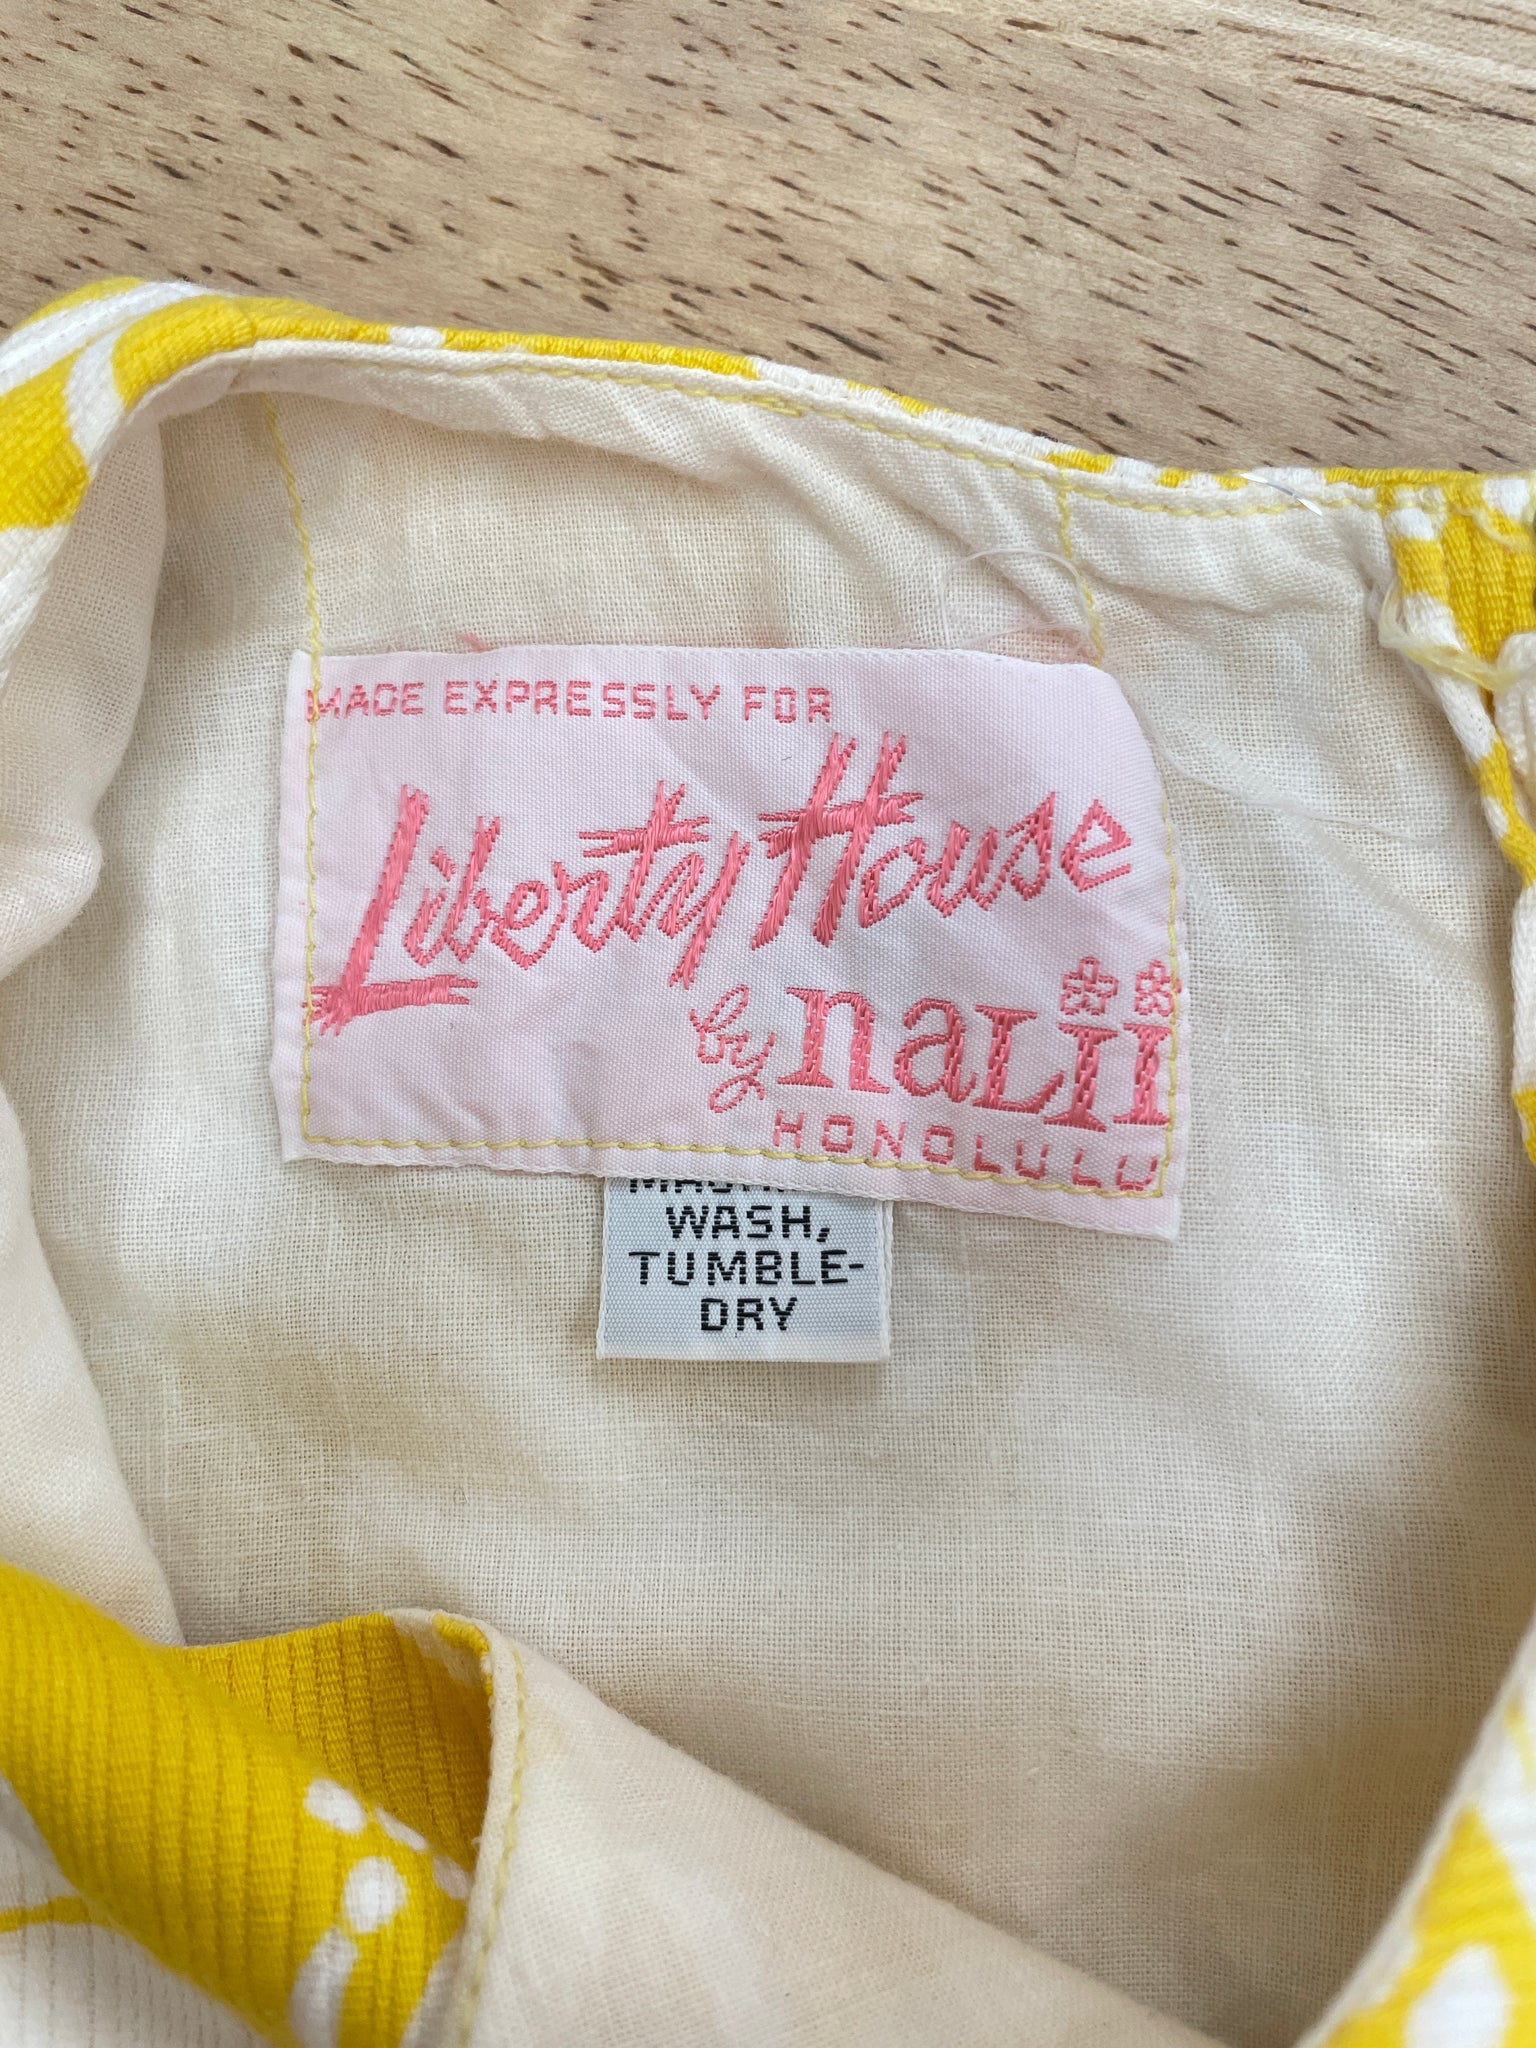 MADE EXPRESSLY FOR
Liberty House
by nalii
HONOLULU
WASH,
TUMBLE-
DRY